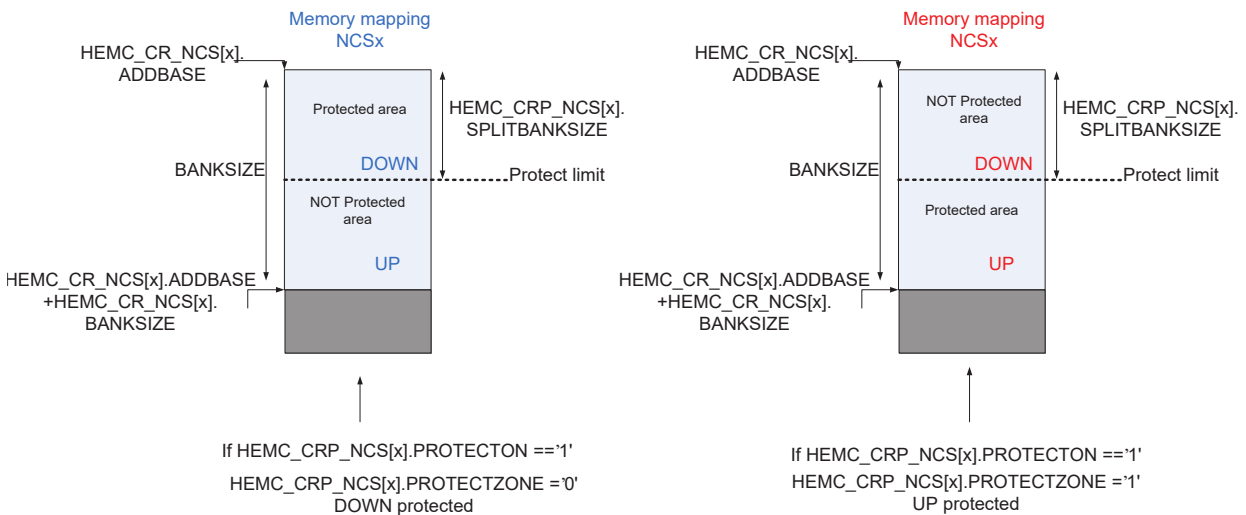 Memory mapping
NCSx
HEMC_CR_NCS[x].
ADDBASE
Protected area
HEMC_CRP_NCS[x].
SPLITBANKSIZE
BANKSIZE
DOWN
Protect limit
NOT Protected
area
UP
HEMC_CR_NCS[x].ADDBASE
+HEMC_CR_NCS[x].
BANKSIZE
If HEMC_CRP_NCS[x].PROTECTON =='1'
HEMC_CRP_NCS[x].PROTECTZONE ='0'
DOWN protected
Memory mapping
NCSx
HEMC_CR_NCS[x].
ADDBASE
NOT Protected
area
HEMC_CRP_NCS[x].
SPLITBANKSIZE
BANKSIZE
DOWN
Protect limit
Protected area
UP
HEMC_CR_NCS[x].ADDBASE
+HEMC_CR_NCS[x].
BANKSIZE
If HEMC_CRP_NCS[x].PROTECTON =='1'
HEMC_CRP_NCS[x].PROTECTZONE ='1'
UP protected